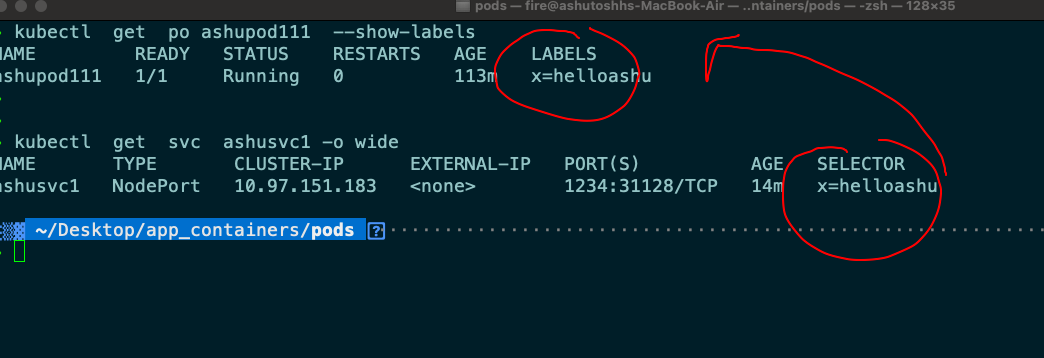 pods — fire@ashutoshhs-MacBook-Air — ..ntainers/pods — -zsh — 128×35
kubectl get po ashupod111 --show-labels
NAME READY STATUS RESTARTS AGE LABELS
ashupod111 1/1 Running 0 113m x=helloashu
kubectl get svc ashusvc1 -o wide
NAME TYPE CLUSTER-IP EXTERNAL-IP PORT(S) AGE SELECTOR
ashusvc1 NodePort 10.97.151.183 <none> 1234:31128/TCP 14m x=helloashu
~/Desktop/app_containers/pods ?